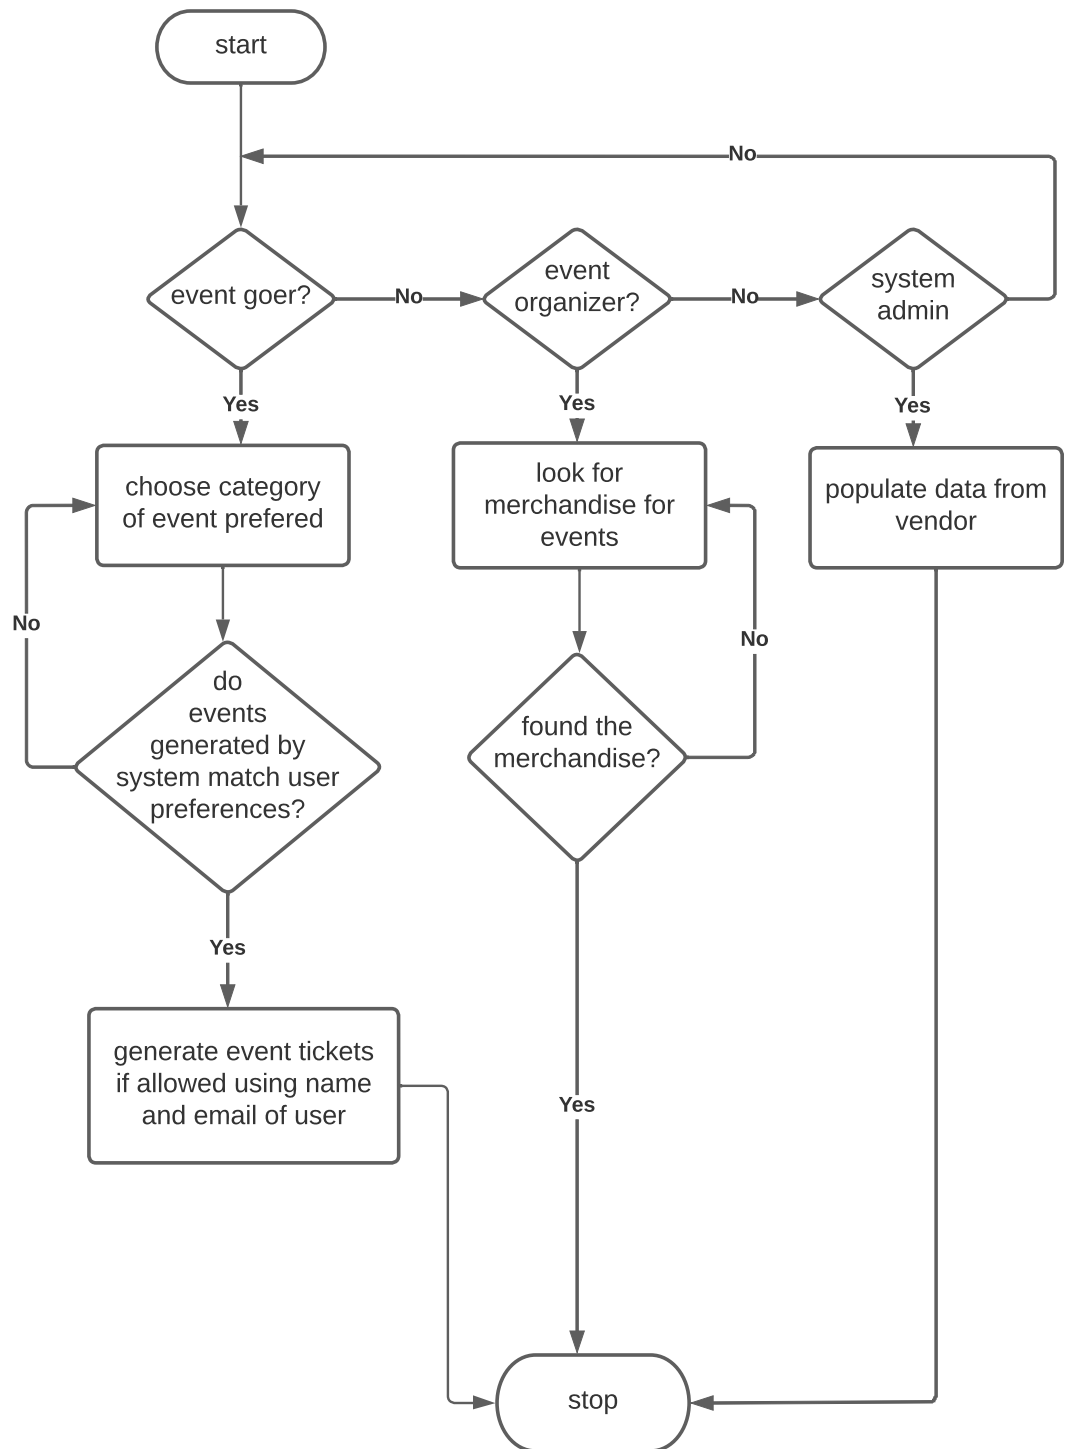 start
No
event goer?
No
event
organizer?
No
system
admin
Yes
Yes
Yes
choose category
of event prefered
look for
merchandise for
events
populate data from
vendor
No
No
do
events
generated by
system match user
preferences?
found the
merchandise?
Yes
generate event tickets
if allowed using name
and email of user
Yes
stop